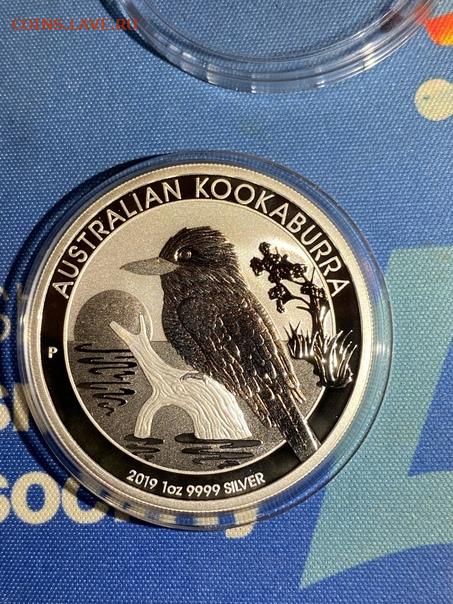 COINS.LAVE.RU
AUSTRALIAN KOOKABURRA
P
2019 1oz 9999 SILVER